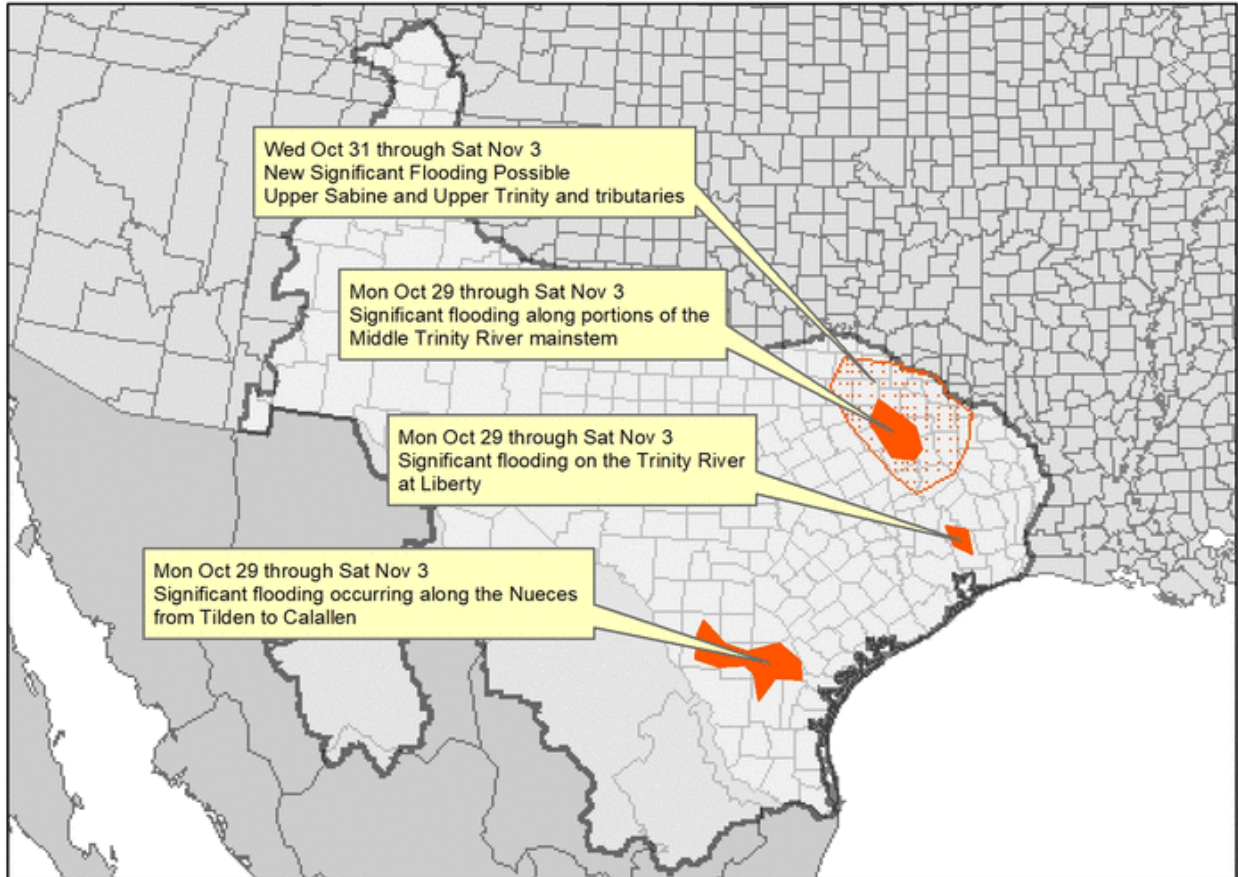 Wed Oct 31 through Sat Nov 3
New Significant Flooding Possible
Upper Sabine and Upper Trinity and tributaries
Mon Oct 29 through Sat Nov 3
Significant flooding along portions of the
Middle Trinity River mainstem
Mon Oct 29 through Sat Nov 3
Significant flooding on the Trinity River
at Liberty
Mon Oct 29 through Sat Nov 3
Significant flooding occurring along the Nueces
from Tilden to Calallen